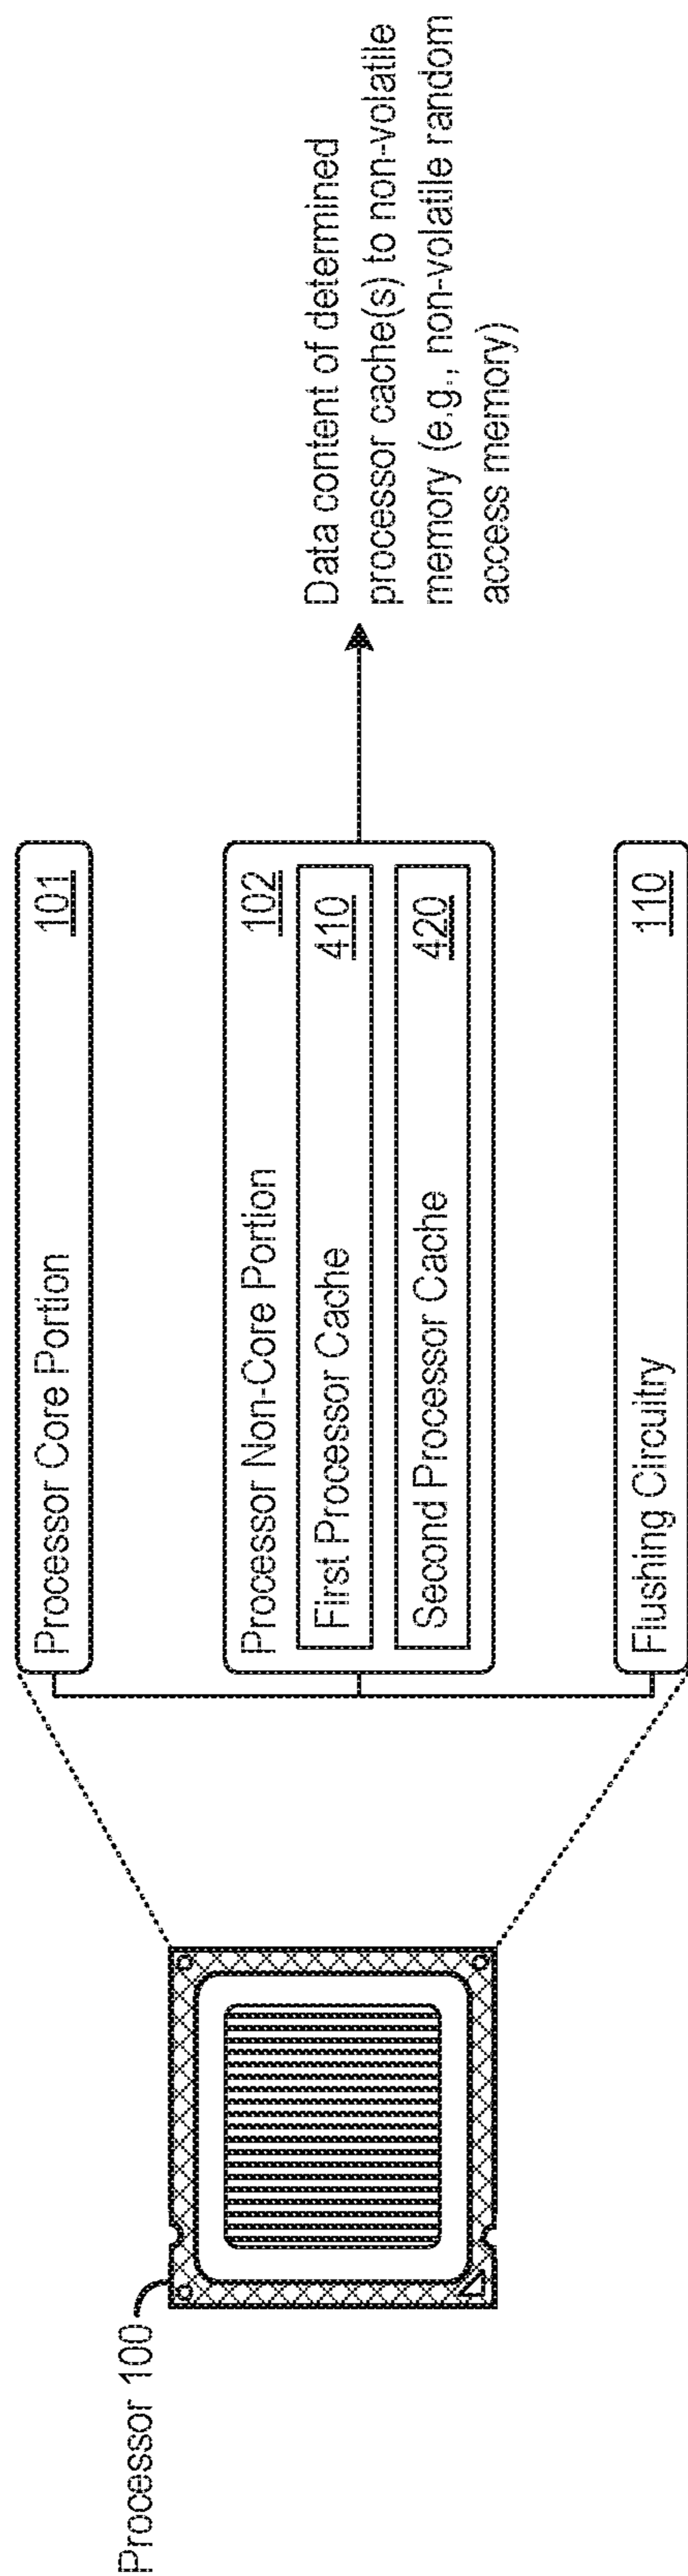 Processor 100
Processor Core Portion 101
Processor Non-Core Portion 102
First Processor Cache 410
Second Processor Cache 420
Flushing Circuitry 110
Data content of determined
processor cache(s) to non-volatile
memory (e.g., non-volatile random
access memory)